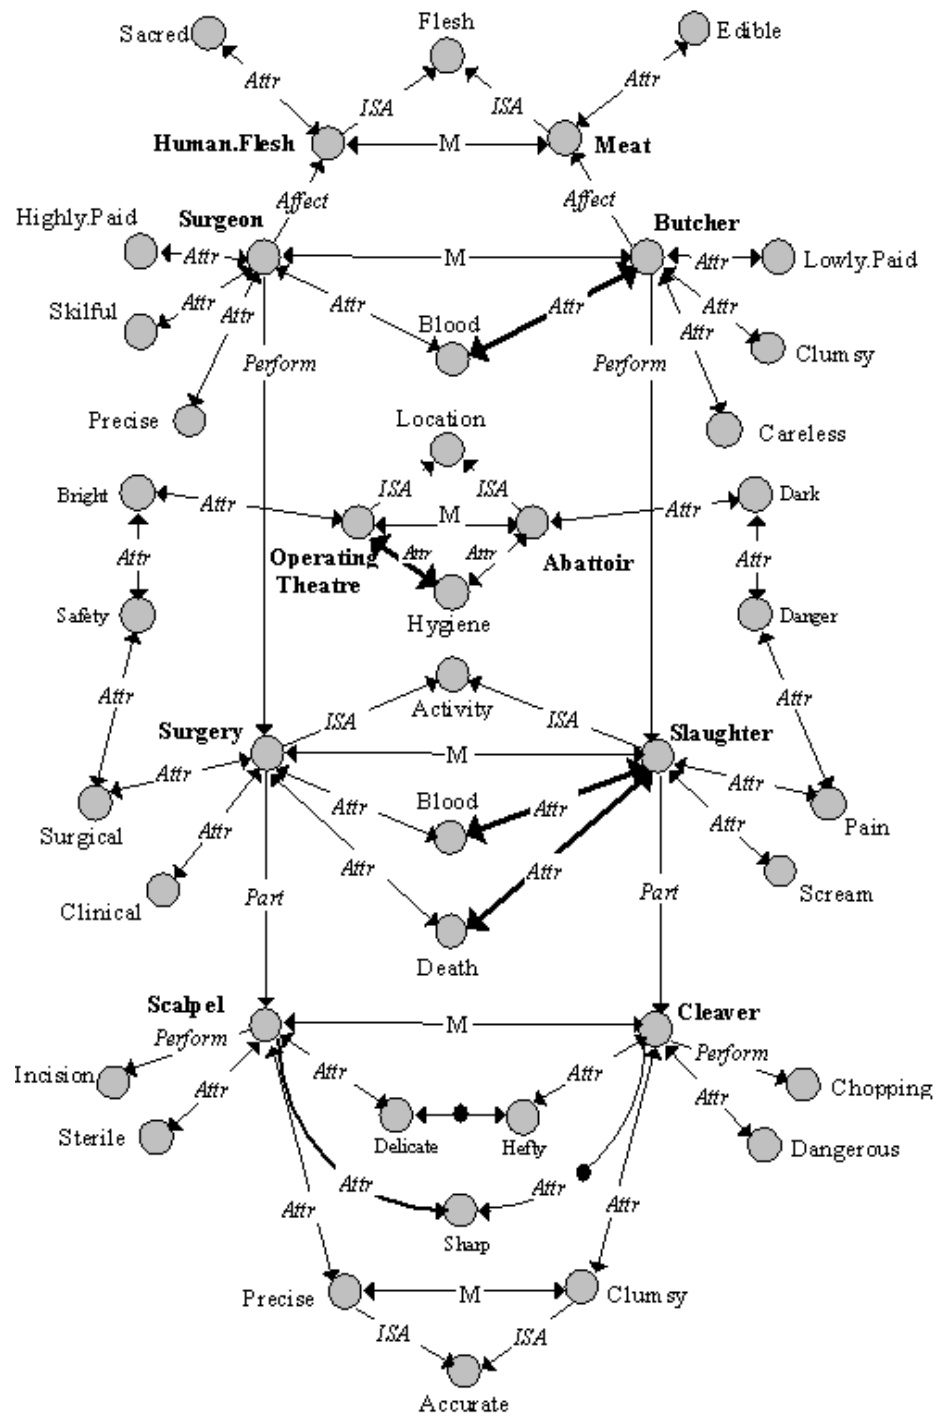 Flesh
Sacred
Edible
Attr
Attr
ISA
ISA
Human.Flesh
M
Meat
Affect
Affect
Highly.Paid
Surgeon
Butcher
Attr
M
Attr
Lowly.Paid
Skilful
Attr
Attr
Attr
Blood
Attr
Attr
Attr
Clumsy
Perform
Perform
Precise
Location
Careless
Bright
ISA
ISA
Dark
Attr
M
Attr
Attr
Operating
Theatre
Attr
Attr
Abattoir
Attr
Safety
Hygiene
Danger
Attr
Activity
Attr
Surgery
ISA
ISA
Slaughter
M
Attr
Attr
Surgical
Attr
Attr
Blood
Attr
Attr
Pain
Clinical
Part
Attr
Attr
Part
Scream
Death
Scalpel
Cleaver
M
Perform
Perform
Incision
Attr
Attr
Attr
Attr
Chopping
Sterile
Delicate
Hefty
Dangerous
Attr
Attr
Attr
Attr
Sharp
Precise
M
Clumsy
ISA
ISA
Accurate